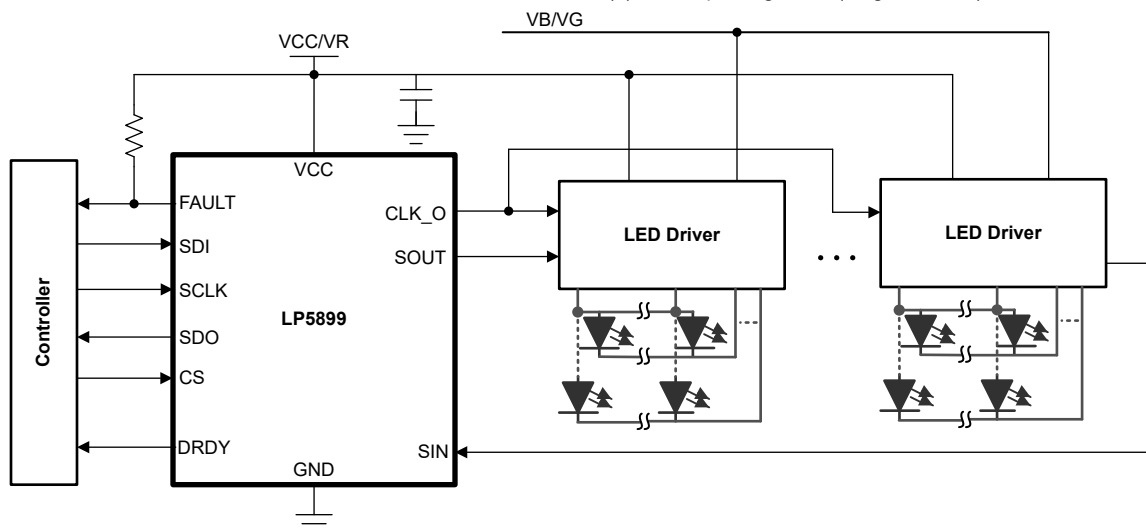 VB/VG
VCC/VR
VCC
FAULT
SDI
SCLK
SDO
CS
DRDY
Controller
LP5899
GND
CLK_O
SOUT
SIN
LED Driver
. . .
LED Driver